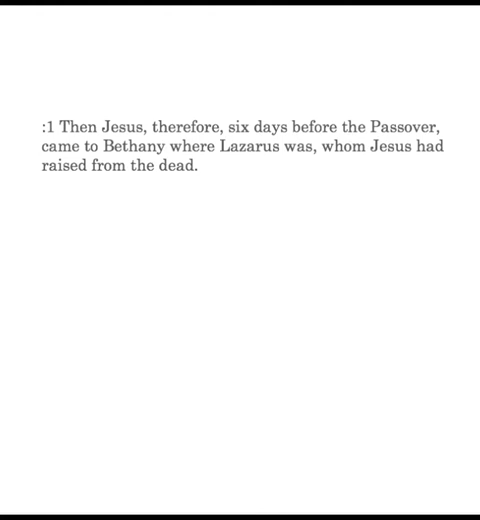 :1 Then Jesus, therefore, six days before the Passover,
came to Bethany where Lazarus was, whom Jesus had
raised from the dead.